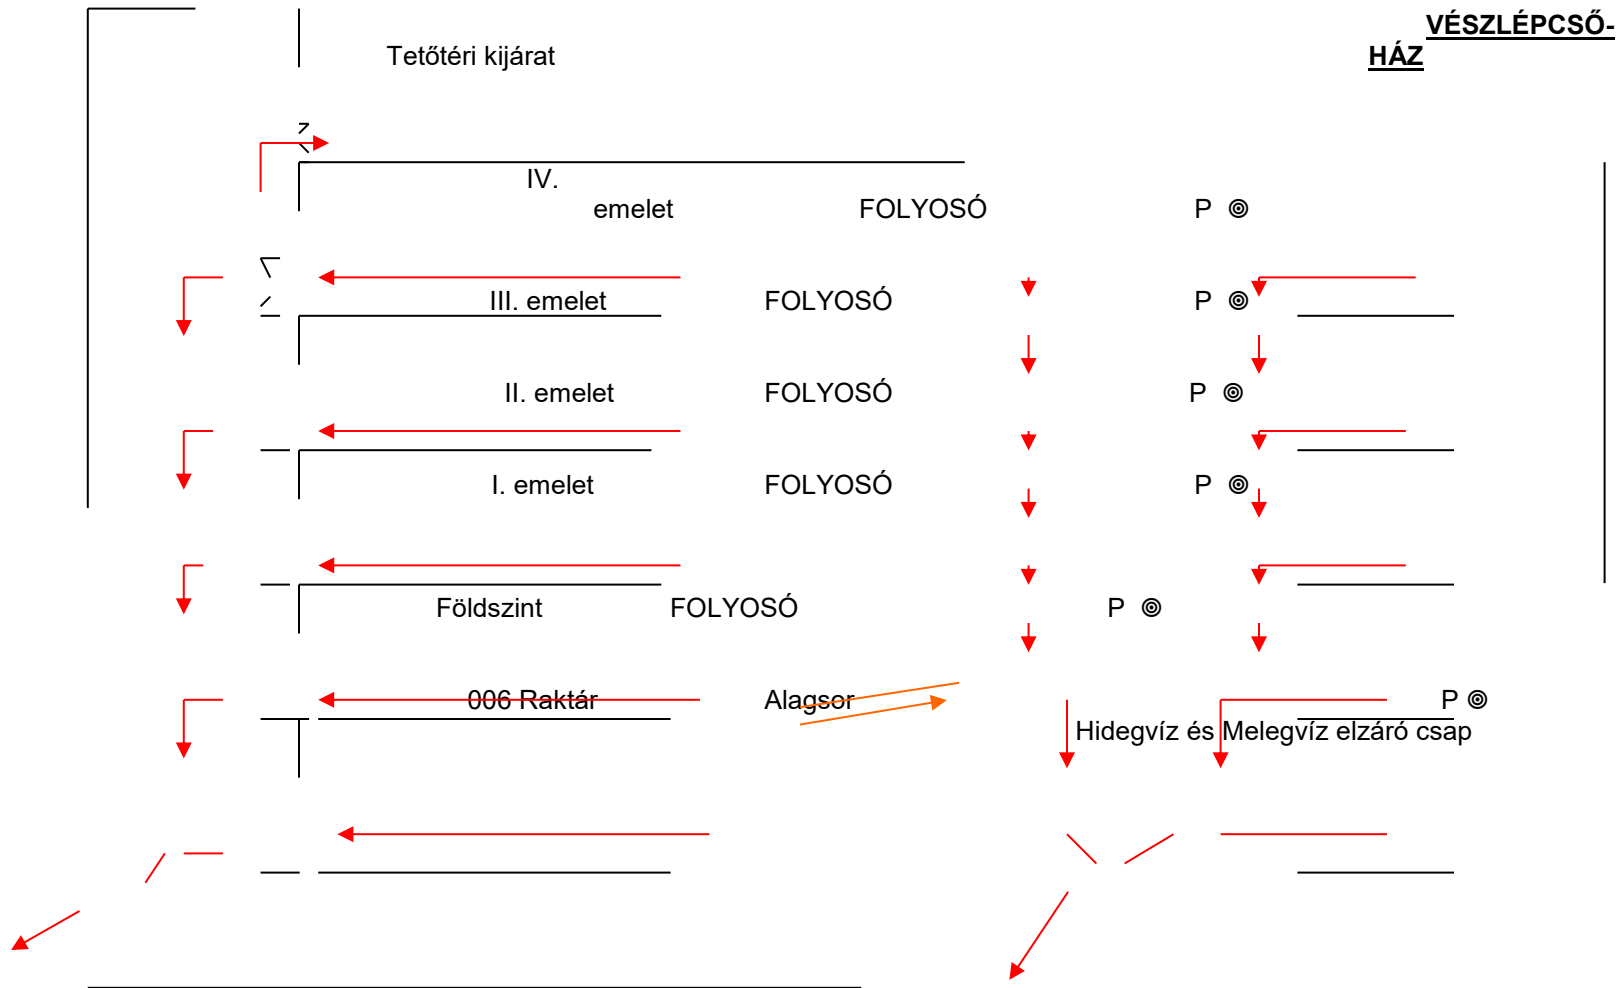 VÉSZLÉPCSŐ-
Tetőtéri kijárat HÁZ
IV.
emelet FOLYOSÓ P ⌾
III. emelet FOLYOSÓ P ⌾
II. emelet FOLYOSÓ P ⌾
I. emelet FOLYOSÓ P ⌾
Földszint FOLYOSÓ P ⌾
006 Raktár Alagsor P ⌾
Hidegvíz és Melegvíz elzáró csap